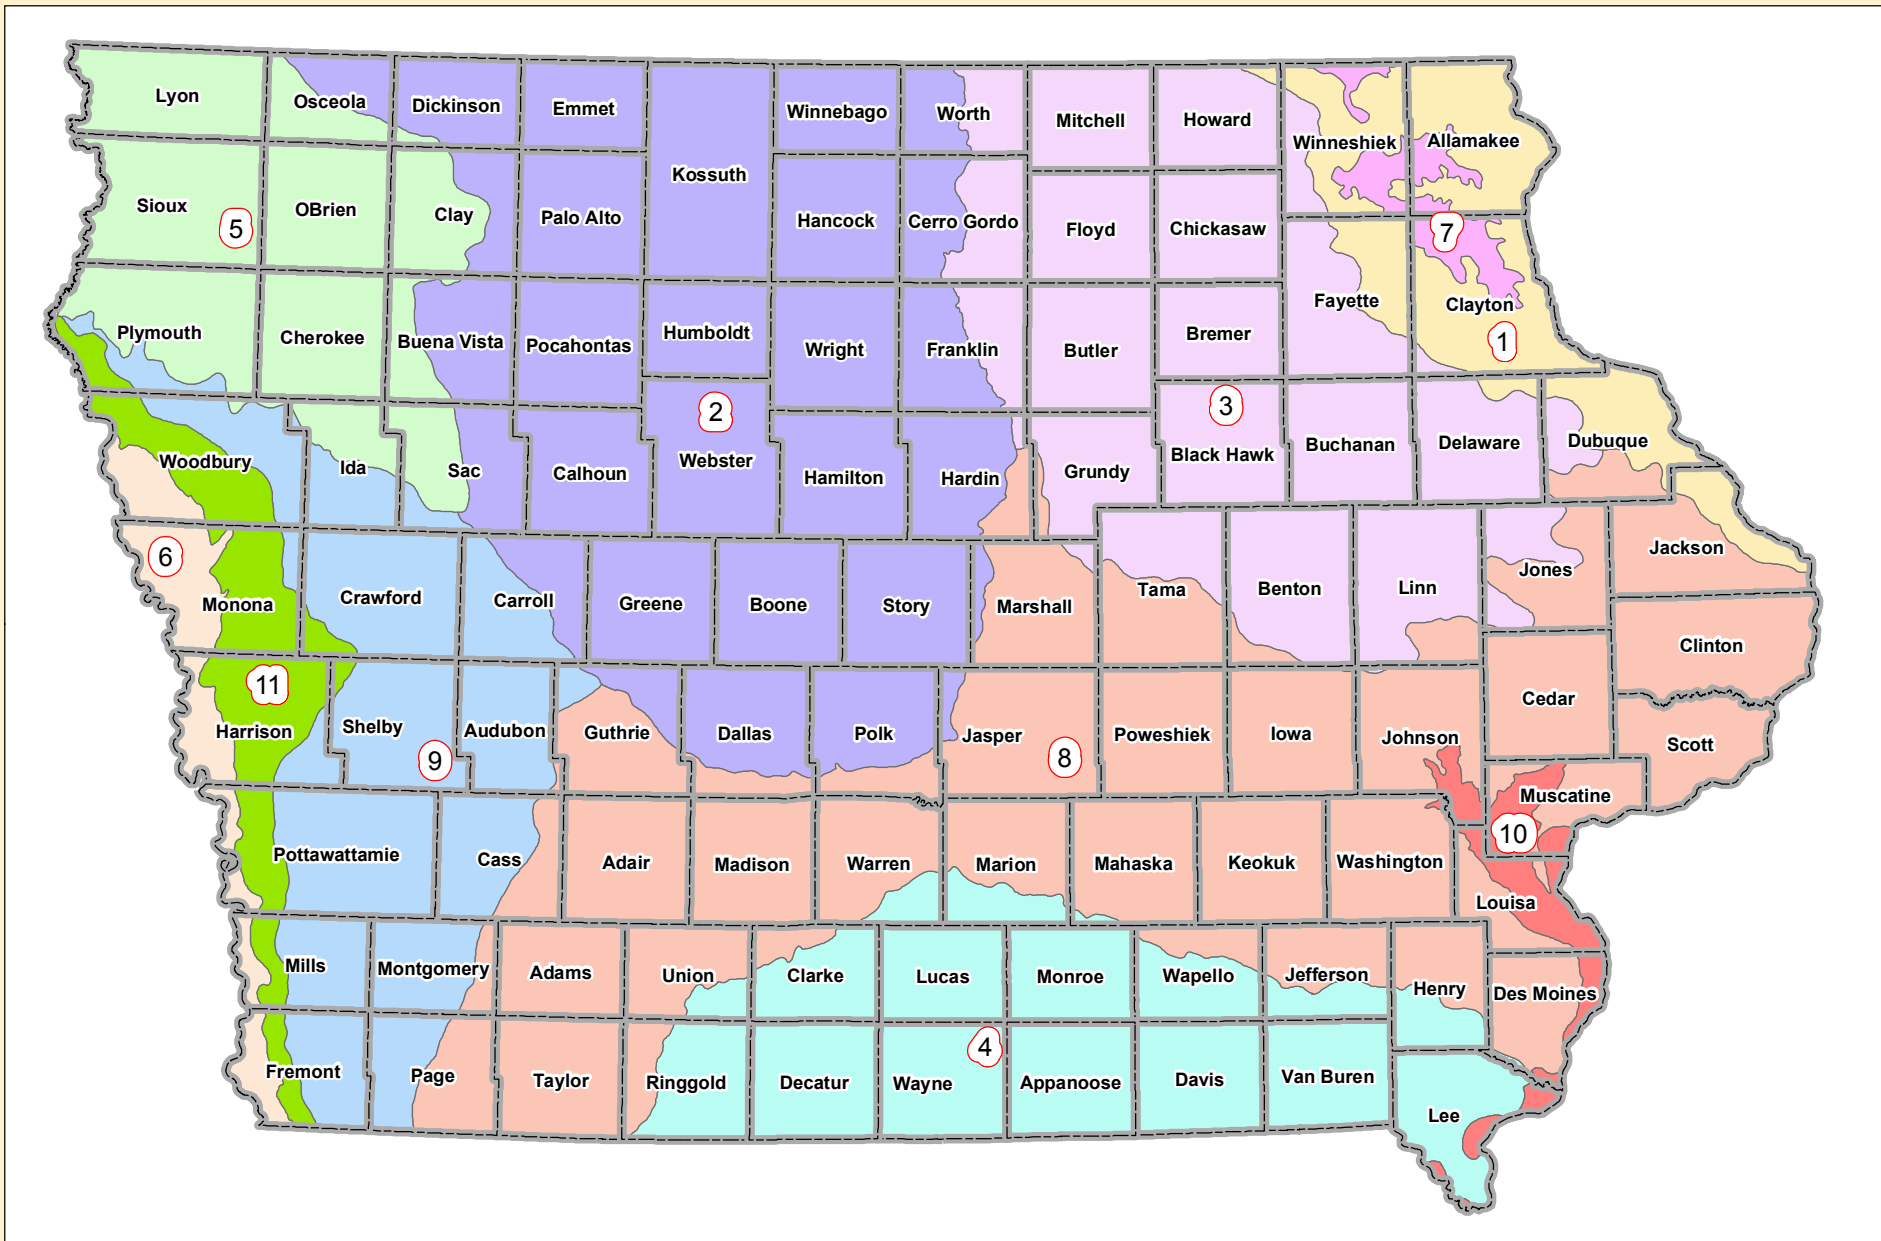 Lyon
Osceola
Dickinson
Emmet
Winnebago
Worth
Mitchell
Howard
Winneshiek
Allamakee
Kossuth
Sioux
OBrien
Clay
Palo Alto
Hancock
Cerro Gordo
Floyd
Chickasaw
5
7
Plymouth
Cherokee
Buena Vista
Pocahontas
Humboldt
Wright
Franklin
Butler
Bremer
Fayette
Clayton
1
2
3
Woodbury
Ida
Sac
Calhoun
Webster
Hamilton
Hardin
Grundy
Black Hawk
Buchanan
Delaware
Dubuque
6
Monona
Crawford
Carroll
Greene
Boone
Story
Marshall
Tama
Benton
Linn
Jones
Jackson
Clinton
11
Harrison
Shelby
Audubon
Guthrie
Dallas
Polk
Jasper
Poweshiek
Iowa
Johnson
Cedar
Scott
9
8
Muscatine
10
Pottawattamie
Cass
Adair
Madison
Warren
Marion
Mahaska
Keokuk
Washington
Louisa
Mills
Montgomery
Adams
Union
Clarke
Lucas
Monroe
Wapello
Jefferson
Henry
Des Moines
4
Fremont
Page
Taylor
Ringgold
Decatur
Wayne
Appanoose
Davis
Van Buren
Lee